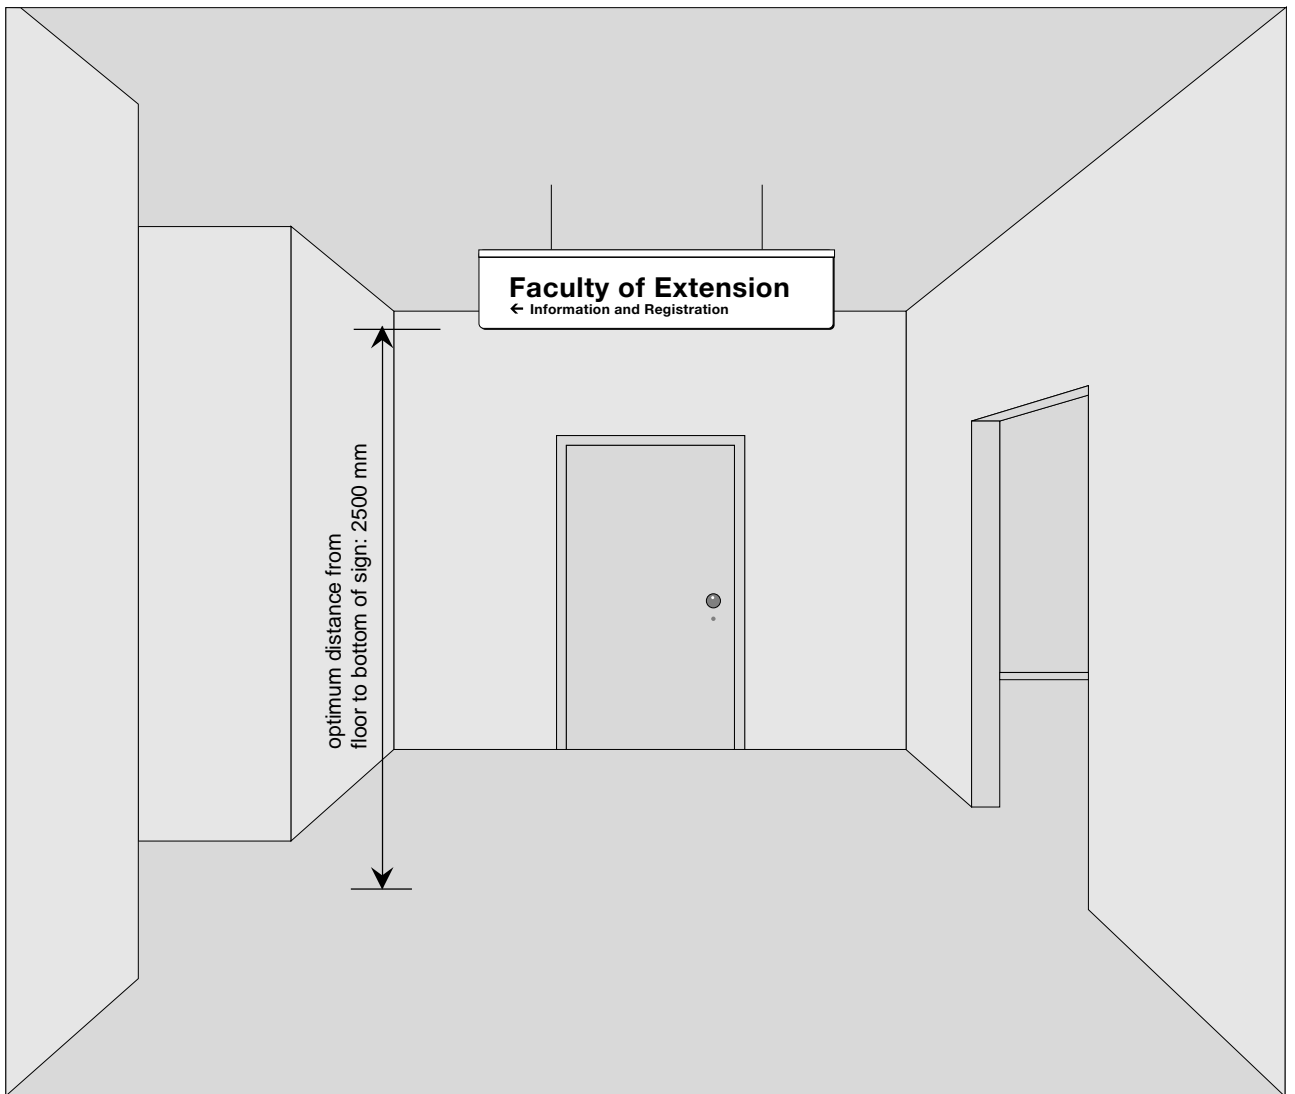 Faculty of Extension
← Information and Registration
optimum distance from
floor to bottom of sign: 2500 mm